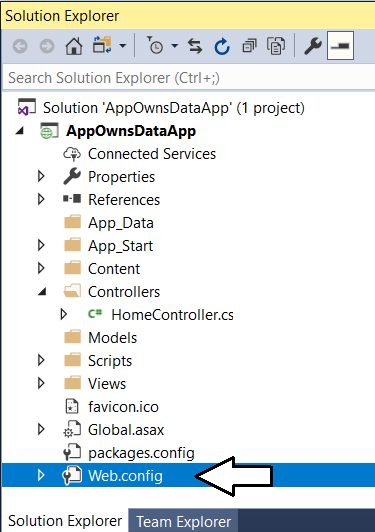 Solution Explorer
Search Solution Explorer (Ctrl+;)
Solution 'AppOwnsDataApp' (1 project)
AppOwnsDataApp
Connected Services
Properties
References
App_Data
App_Start
Content
Controllers
C# HomeController.cs
Models
Scripts
Views
favicon.ico
Global.asax
packages.config
Web.config
Solution Explorer Team Explorer